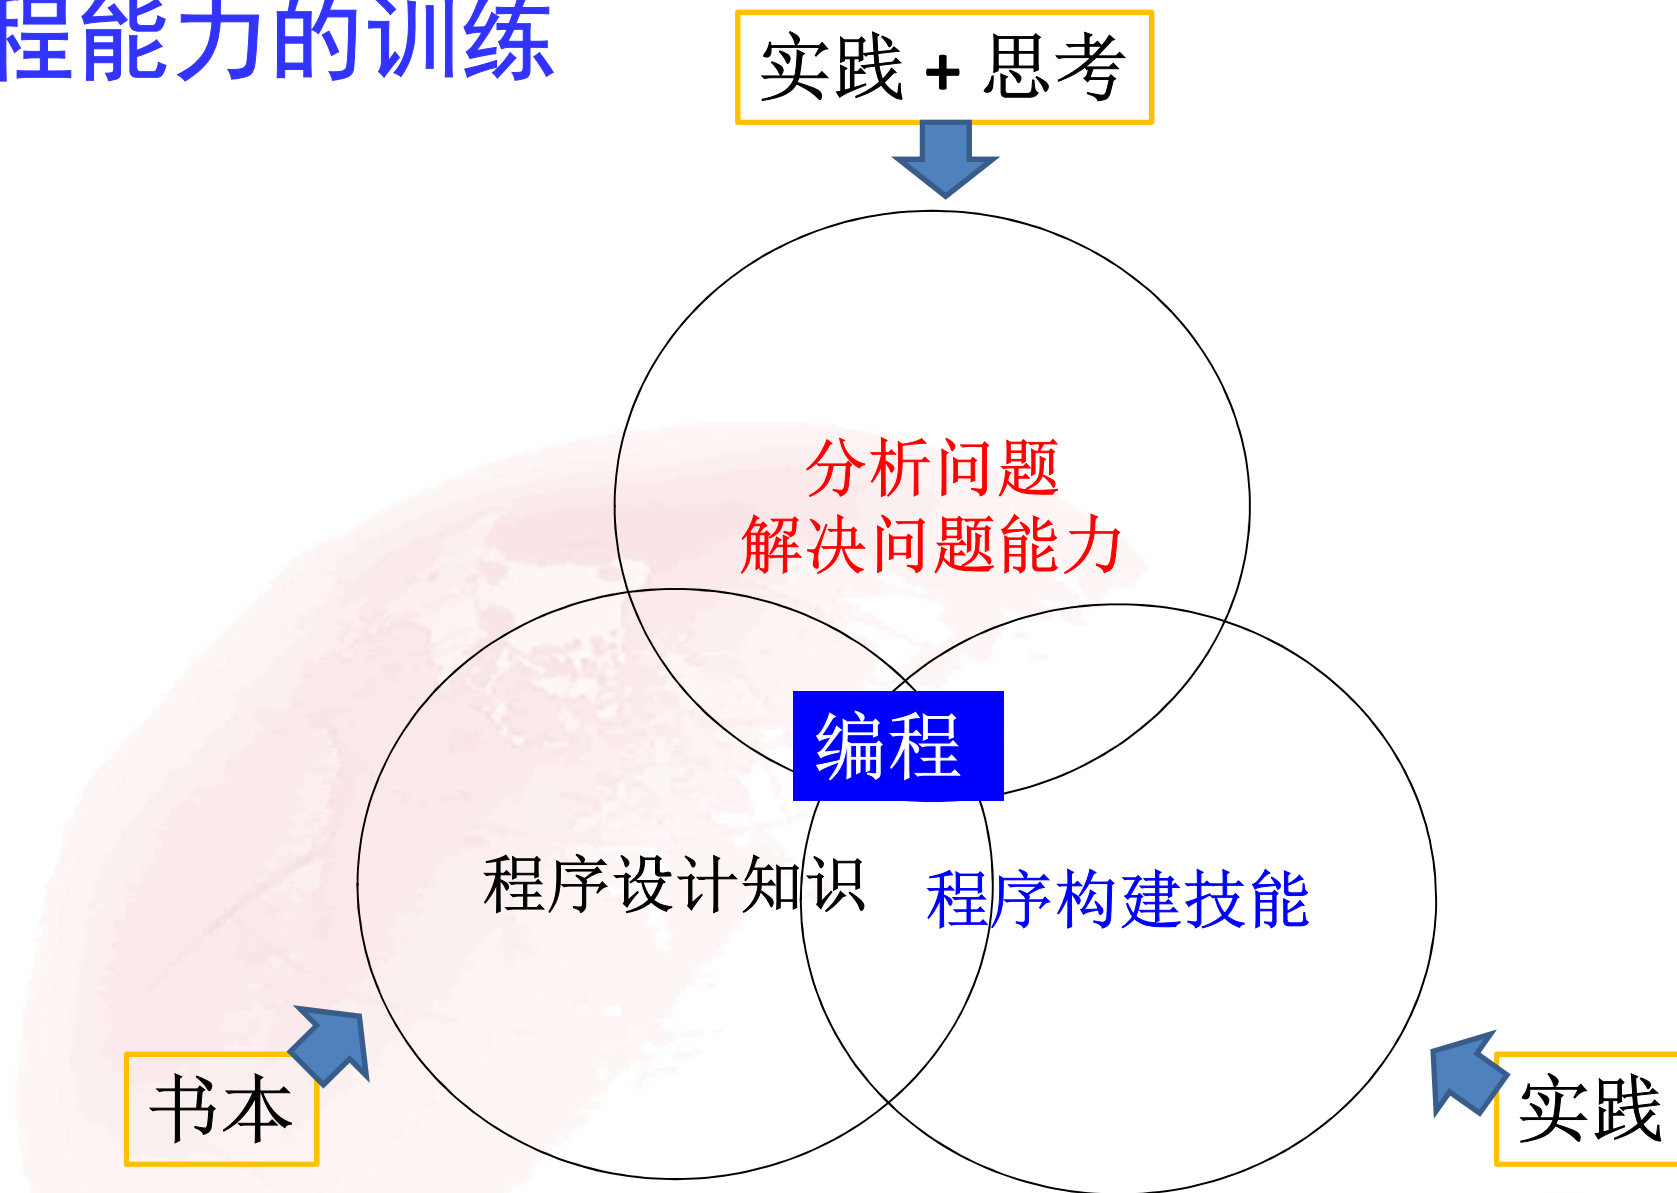 程能力的训练
实践 + 思考
分析问题
解决问题能力
编程
程序设计知识
程序构建技能
书本
实践